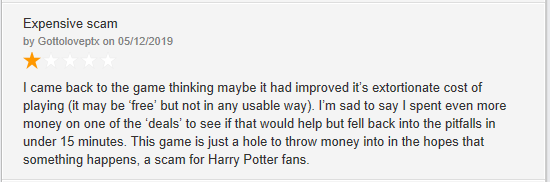 Expensive scam
by Gottoloveptx on 05/12/2019
I came back to the game thinking maybe it had improved it's extortionate cost of
playing (it may be 'free' but not in any usable way). I'm sad to say I spent even more
money on one of the 'deals' to see if that would help but fell back into the pitfalls in
under 15 minutes. This game is just a hole to throw money into in the hopes that
something happens, a scam for Harry Potter fans.